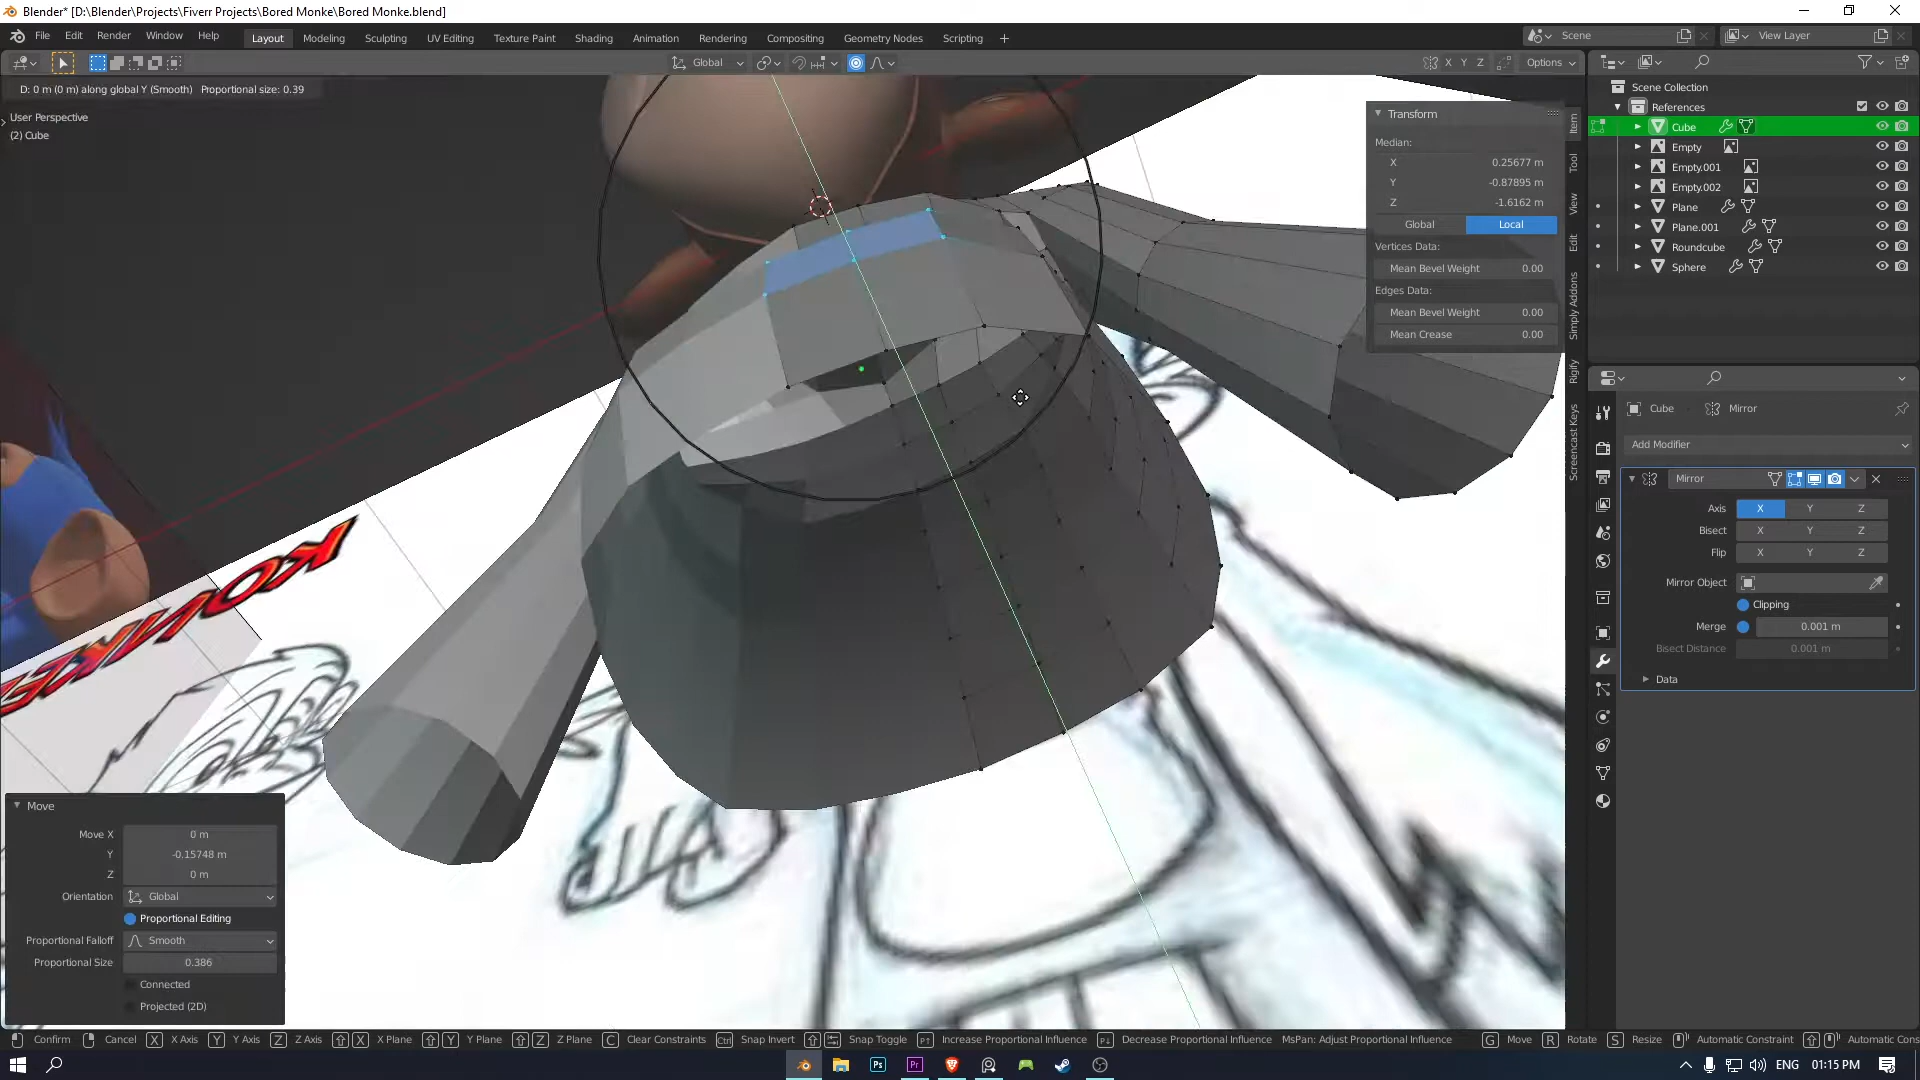 Blender* [D:\Blender\Projects\Fiverr Projects\Bored Monke\Bored Monke.blend]
File Edit Render Window Help Layout Modeling Sculpting UV Editing Texture Paint Shading Animation Rendering Compositing Geometry Nodes Scripting + Scene View Layer
Global X Y Z Options
D: 0 m (0 m) along global Y (Smooth) Proportional size: 0.39
User Perspective
(2) Cube
Transform
Median:
X 0.25677 m
Y -0.87895 m
Z -1.6162 m
Global Local
Vertices Data:
Mean Bevel Weight 0.00
Edges Data:
Mean Bevel Weight 0.00
Mean Crease 0.00
Item
Tool
View
Edit
Simply Addons
Rigify
Screencast Keys
Scene Collection
References
Cube
Empty
Empty.001
Empty.002
Plane
Plane.001
Roundcube
Sphere
Cube Mirror
Add Modifier
Mirror
Axis X Y Z
Bisect X Y Z
Flip X Y Z
Mirror Object
Clipping
Merge 0.001 m
Bisect Distance 0.001 m
Data
Move
Move X 0 m
Y -0.15748 m
Z 0 m
Orientation Global
Proportional Editing
Proportional Falloff Smooth
Proportional Size 0.386
Connected
Projected (2D)
Confirm Cancel X X Axis Y Y Axis Z Z Axis X X Plane Y Y Plane Z Z Plane C Clear Constraints Ctrl Snap Invert Snap Toggle Increase Proportional Influence Decrease Proportional Influence MsPan: Adjust Proportional Influence G Move R Rotate S Resize Automatic Constraint Automatic Cons
Ps Pr ENG 01:15 PM